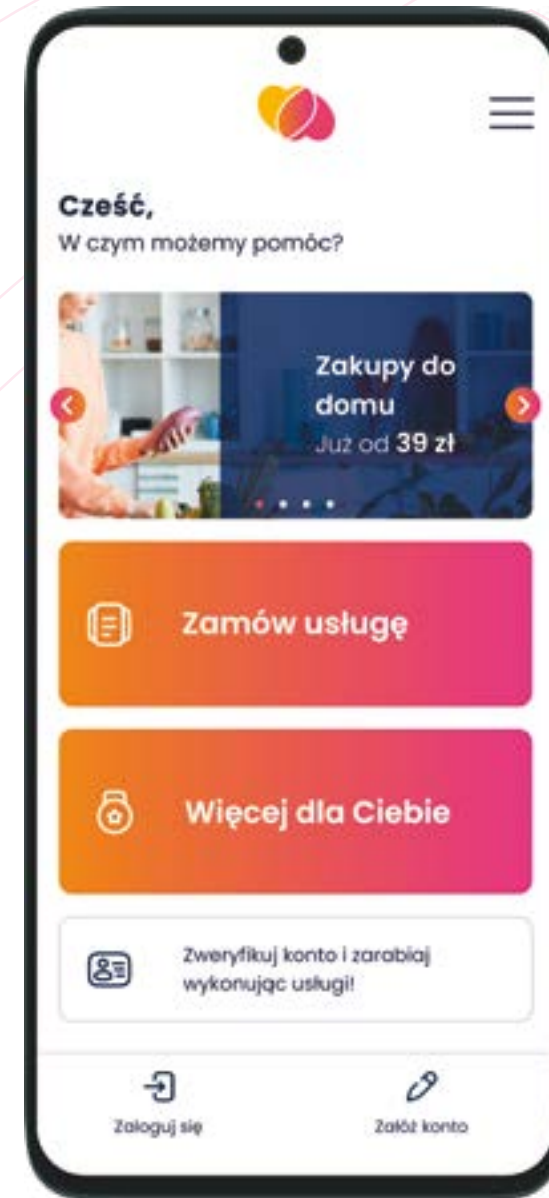 Cześć,
W czym możemy pomóc?
Zakupy do
domu
Już od 39 zł
Zamów usługę
Więcej dla Ciebie
Zweryfikuj konto i zarabiaj
wykonując usługi!
Zaloguj się
Załóż konto